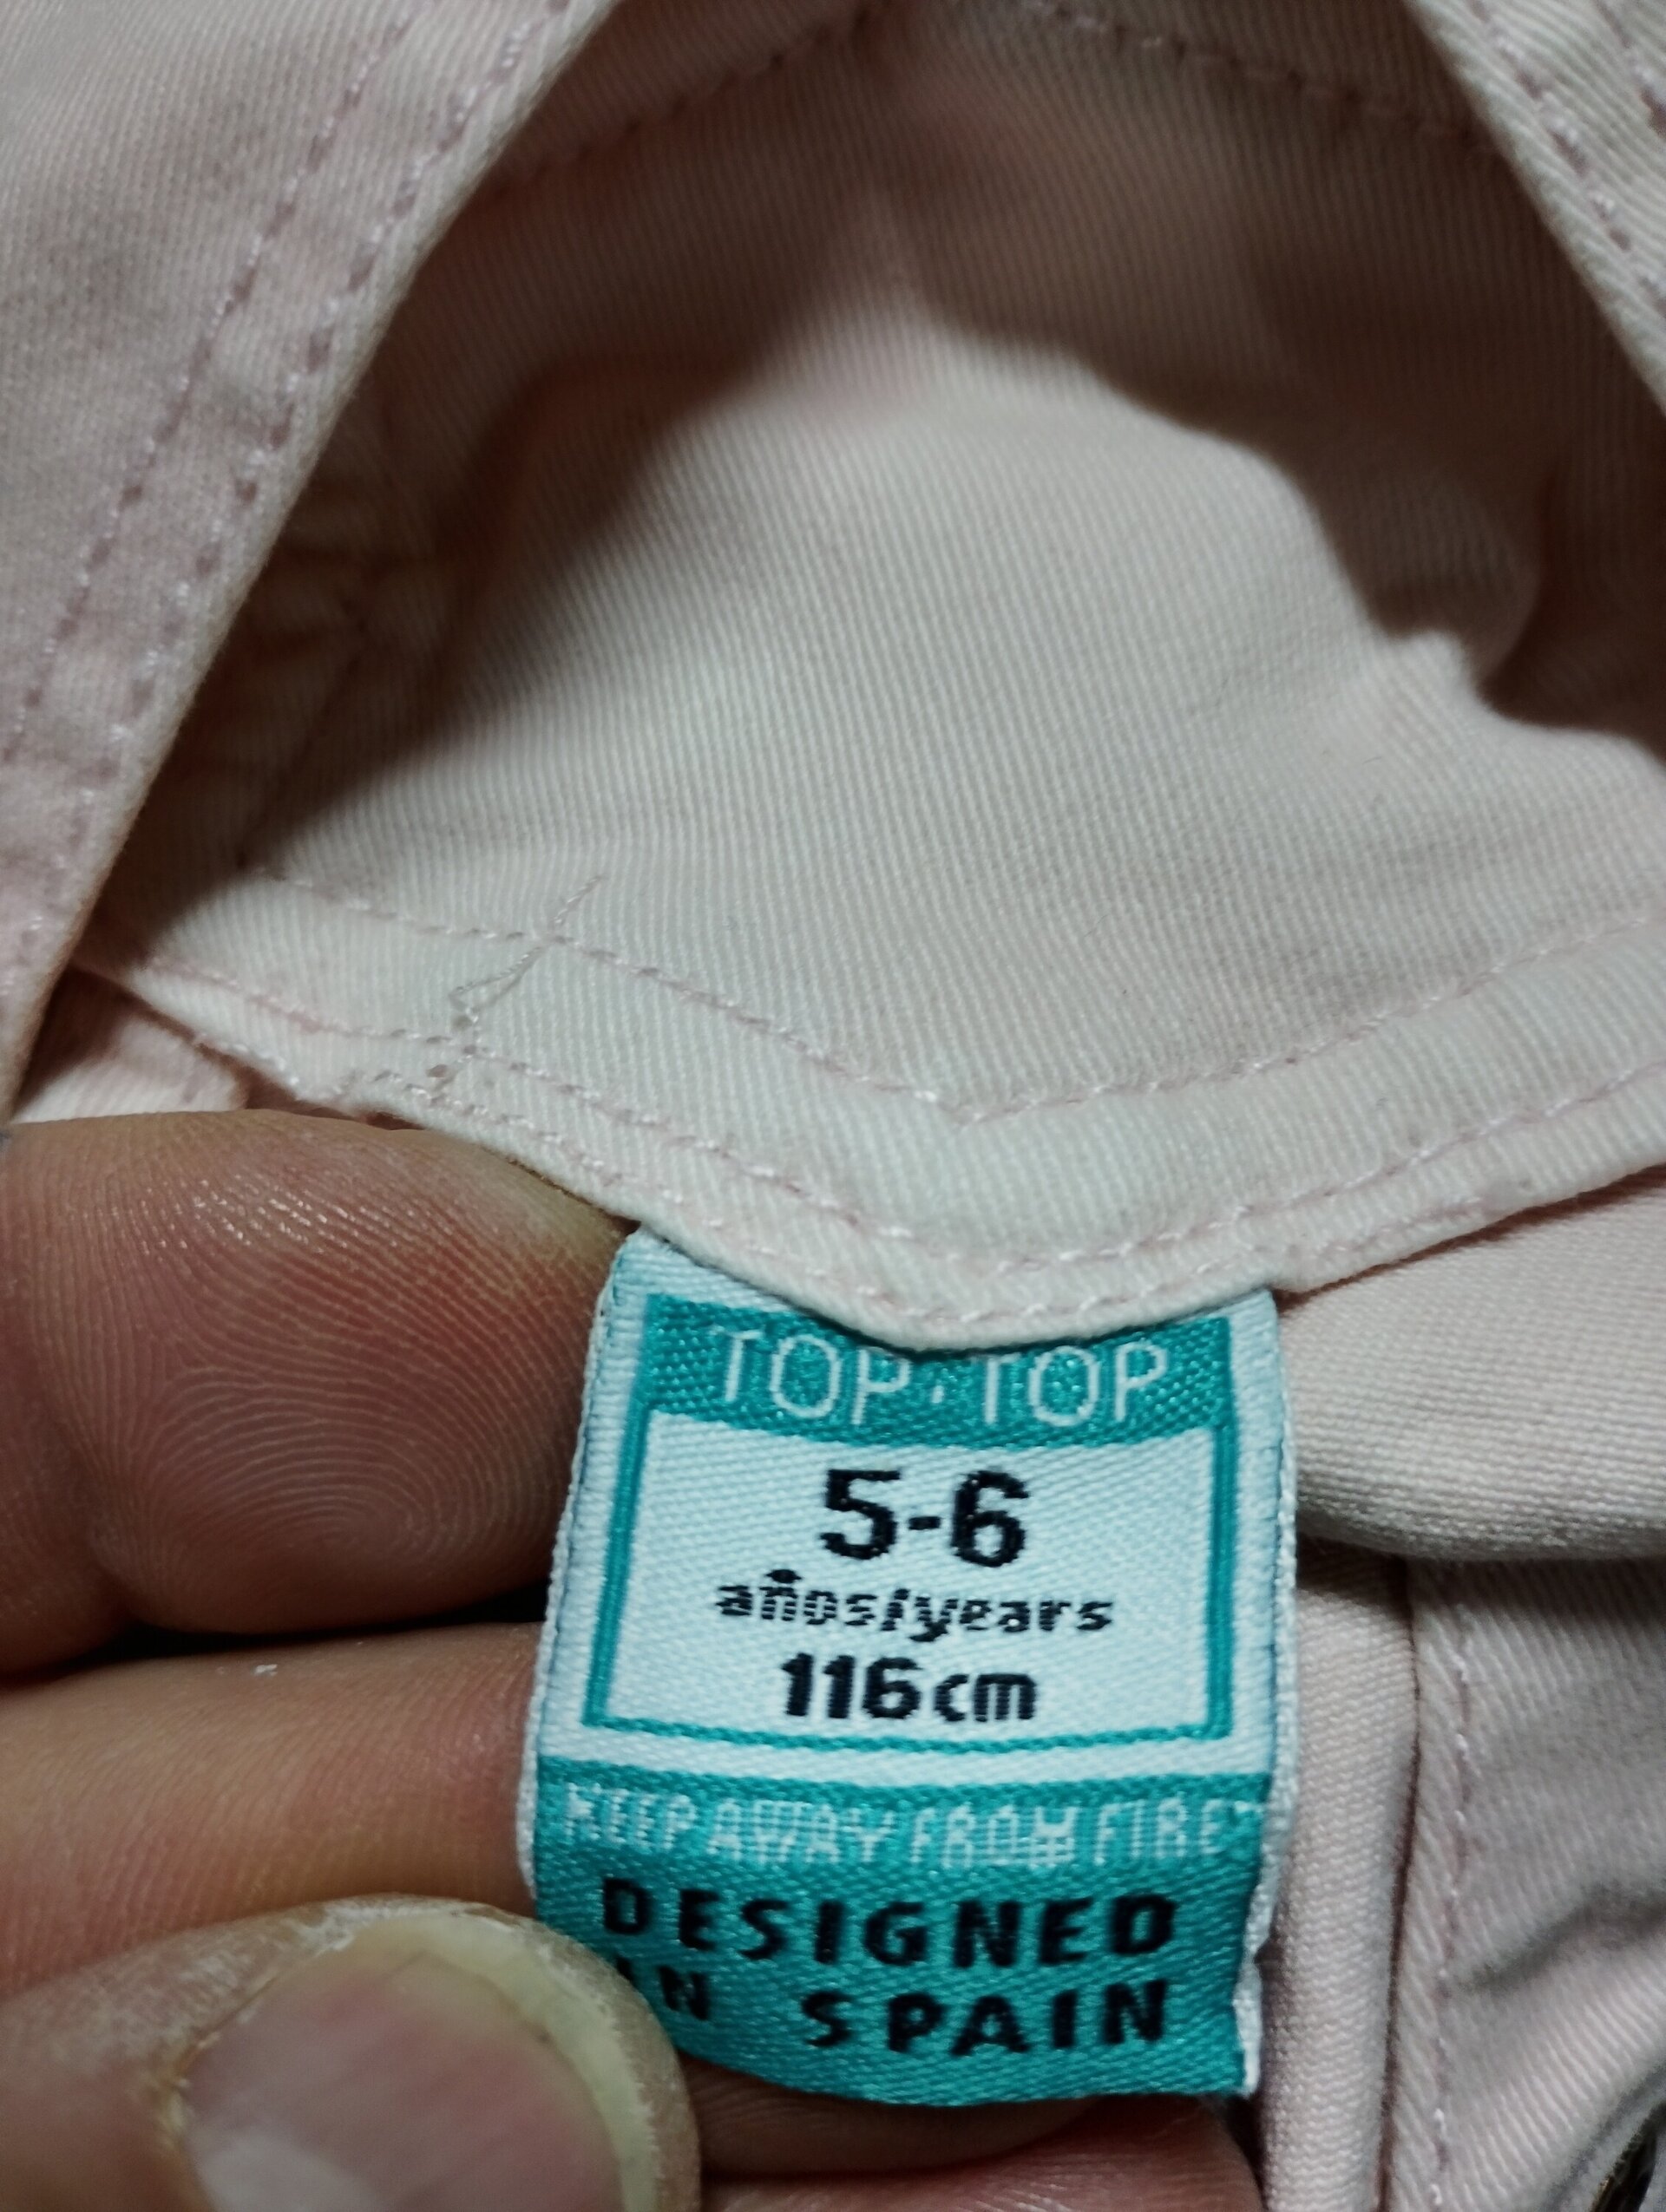 TOP·TOP
5-6
años/years
116cm
KEEP AWAY FROM FIRE
DESIGNED
IN SPAIN